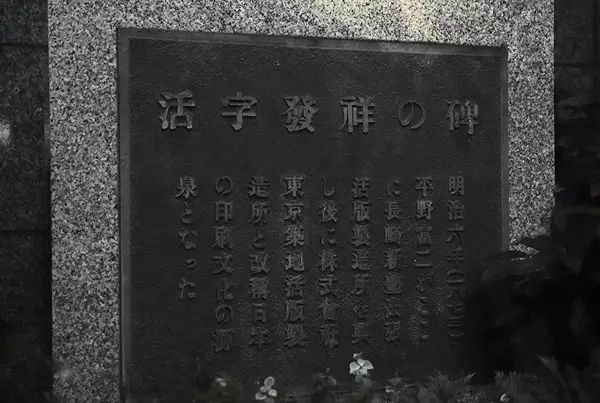 活字發祥の碑
明治六年(一八七三)
平野富二がここ
に長崎新塾出張
活版製造所を興
し後に株式會社
東京築地活版製
造所と改稱日本
の印刷文化の源
泉となった